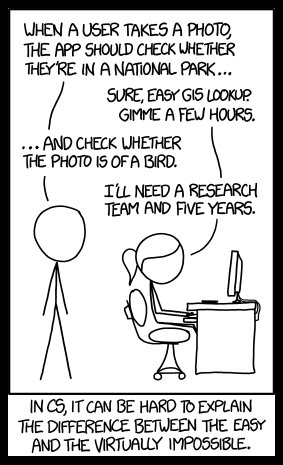 WHEN A USER TAKES A PHOTO,
THE APP SHOULD CHECK WHETHER
THEY'RE IN A NATIONAL PARK...
SURE, EASY GIS LOOKUP.
GIMME A FEW HOURS.
...AND CHECK WHETHER
THE PHOTO IS OF A BIRD.
I'LL NEED A RESEARCH
TEAM AND FIVE YEARS.
IN CS, IT CAN BE HARD TO EXPLAIN
THE DIFFERENCE BETWEEN THE EASY
AND THE VIRTUALLY IMPOSSIBLE.